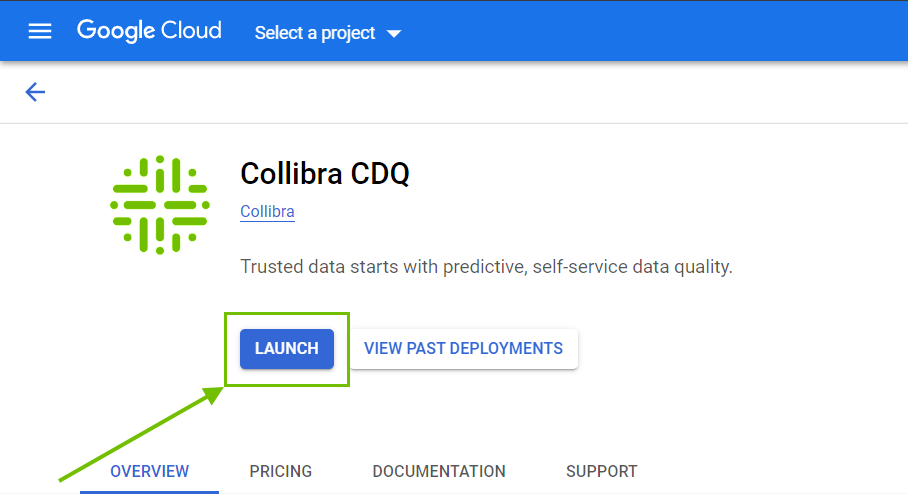 Google Cloud Select a project
Collibra CDQ
Collibra
Trusted data starts with predictive, self-service data quality.
LAUNCH VIEW PAST DEPLOYMENTS
OVERVIEW PRICING DOCUMENTATION SUPPORT